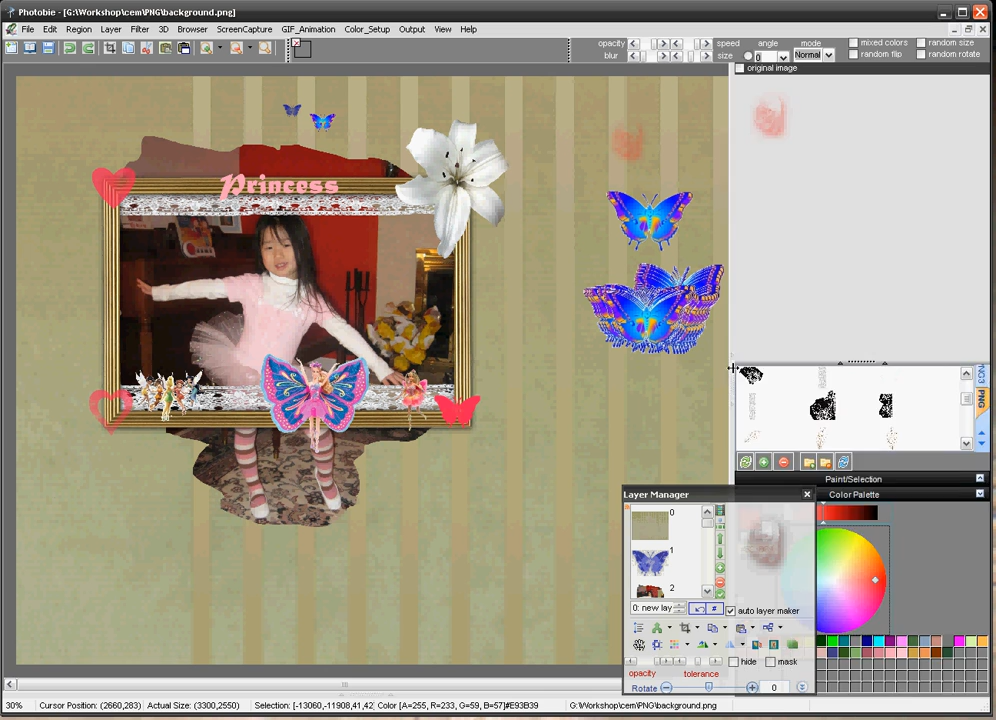 Photobie - [G:\Workshop\cem\PNG\background.png]
File Edit Region Layer Filter 3D Browser ScreenCapture GIF_Animation Color_Setup Output View Help
opacity speed angle mode mixed colors random size
blur size 0 Normal random flip random rotate
original image
Princess
PNG
Paint/Selection
Color Palette
Layer Manager
0
1
2
0: new lay # auto layer maker
hide mask
opacity tolerance
Rotate 0
30% Cursor Position: (2660,283) Actual Size: (3300,2550) Selection: [-13060,-11908,41,42] Color [A=255, R=233, G=59, B=57]#E93B39 G:\Workshop\cem\PNG\background.png